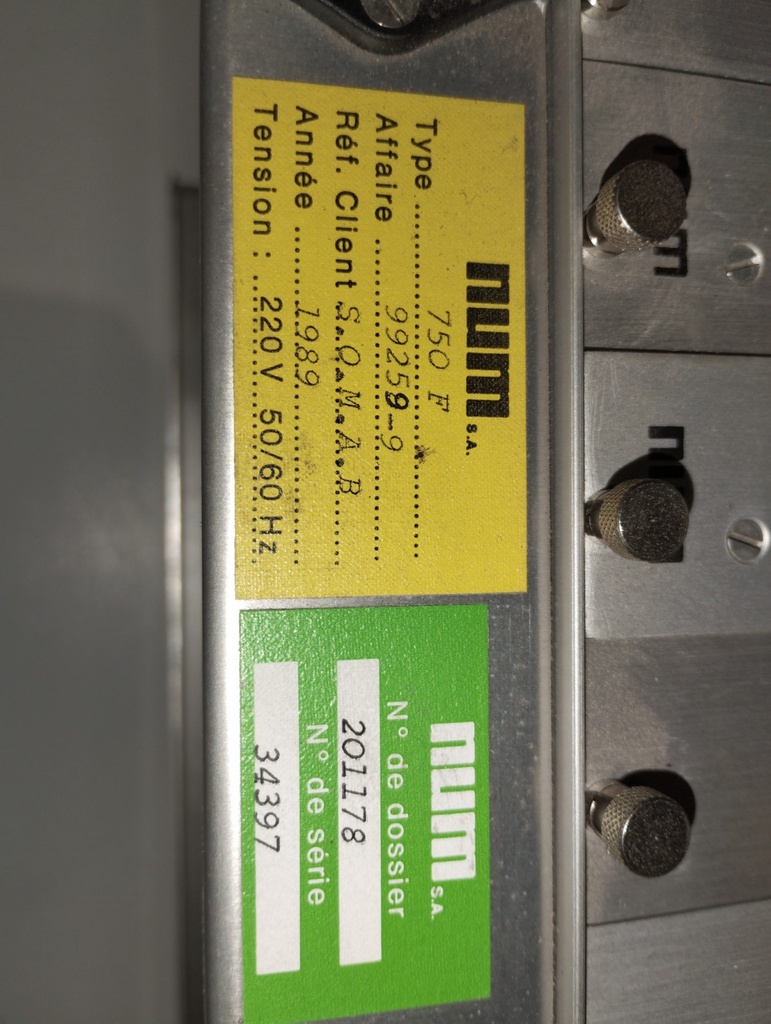 num S.A.
Type 750 F
Affaire 99259-9
Réf. Client S.O.M.A.B
Année 1989
Tension : 220 V 50/60 Hz
num S.A.
N° de dossier
201178
N° de série
34397
num